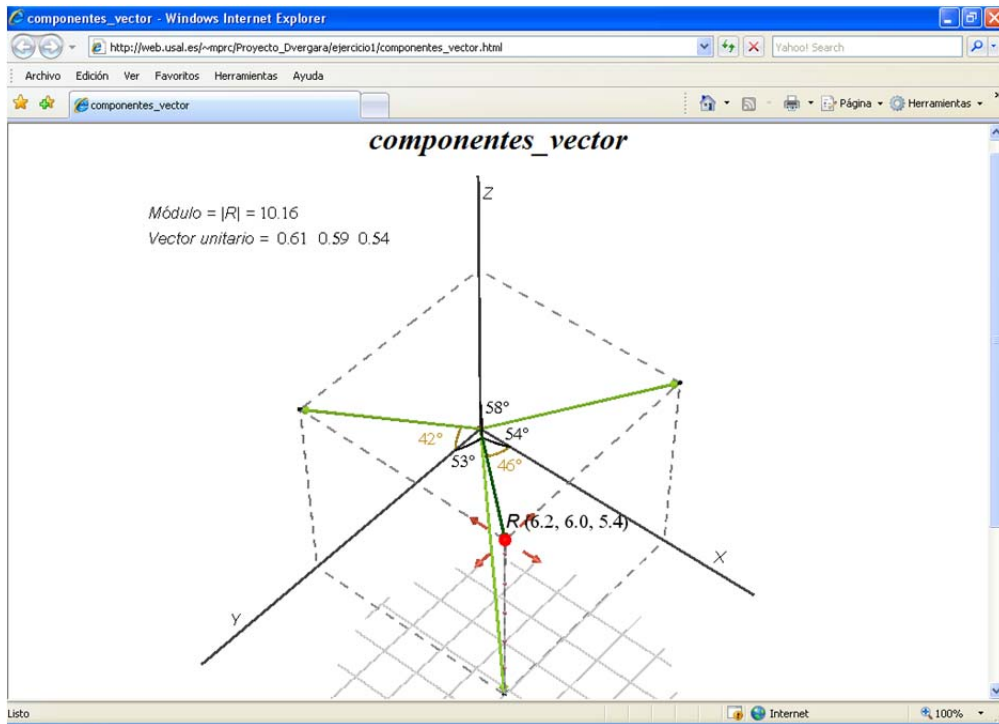 componentes_vector - Windows Internet Explorer
http://web.usal.es/~mprc/Proyecto_Dvergara/ejercicio1/componentes_vector.html
Yahoo! Search
Archivo Edición Ver Favoritos Herramientas Ayuda
componentes_vector
Página Herramientas
componentes_vector
Z
Módulo = |R| = 10.16
Vector unitario = 0.61 0.59 0.54
58°
42°
54°
53°
46°
R (6.2, 6.0, 5.4)
X
Y
Listo
Internet
100%